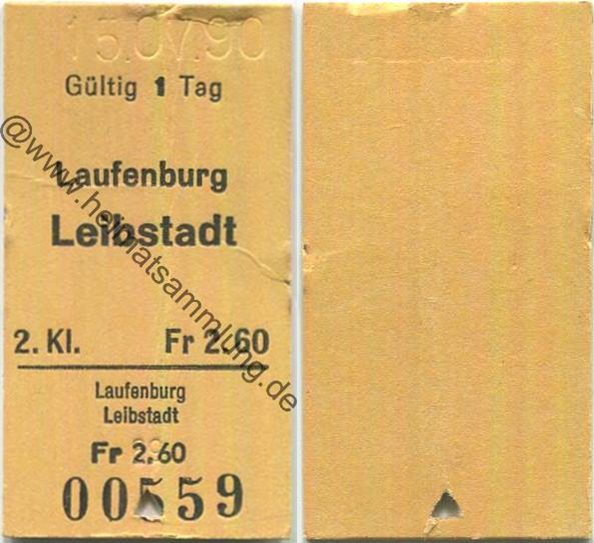 15.07.90
Gültig 1 Tag
Laufenburg
Leibstadt
2. Kl. Fr 2.60
Laufenburg
Leibstadt
Fr 2.60
00559
@www.heimatsammlung.de